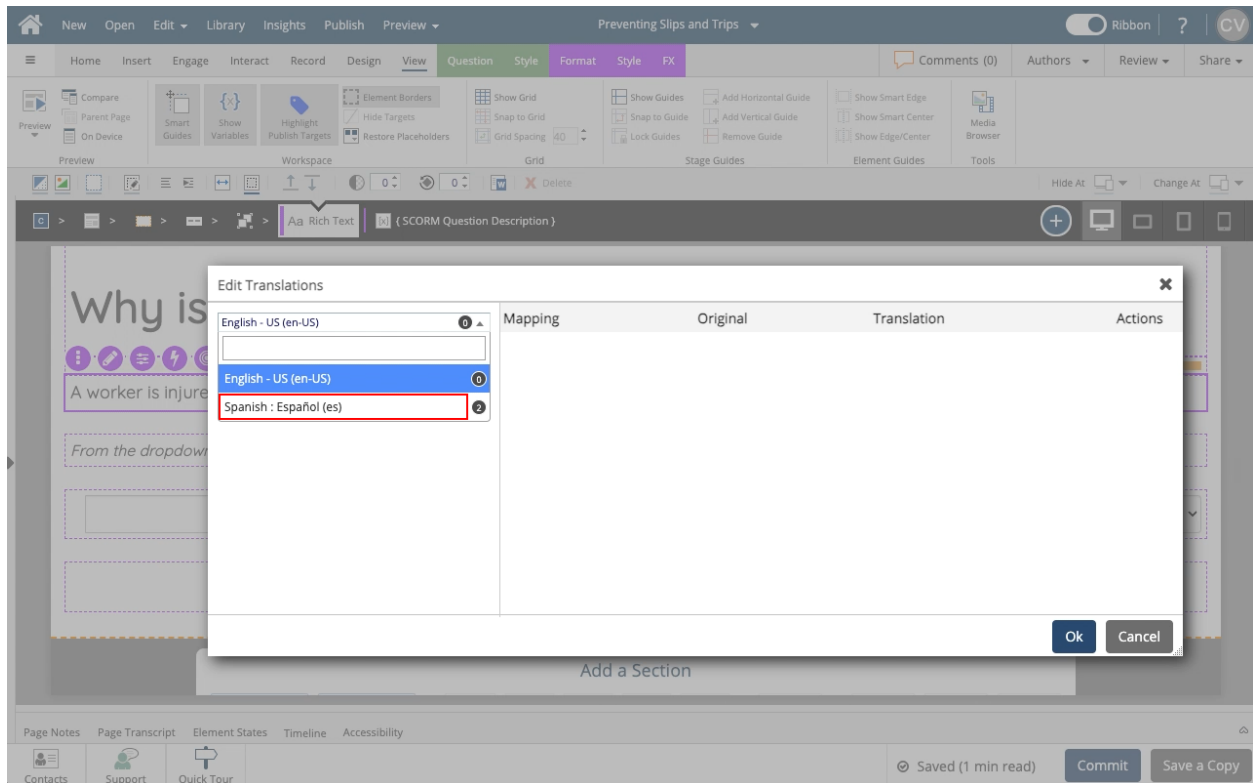 New Open Edit Library Insights Publish Preview Preventing Slips and Trips Ribbon ? CV
Home Insert Engage Interact Record Design View Question Style Format Style FX Comments (0) Authors Review Share
Preview
Compare
Parent Page
On Device
Preview
Smart Guides
{x} Show Variables
Highlight Publish Targets
Element Borders
Hide Targets
Restore Placeholders
Workspace
Show Grid
Snap to Grid
Grid Spacing 40
Grid
Show Guides
Snap to Guide
Lock Guides
Add Horizontal Guide
Add Vertical Guide
Remove Guide
Stage Guides
Show Smart Edge
Show Smart Center
Show Edge/Center
Element Guides
Media Browser
Tools
0 0 W X Delete Hide At Change At
C > > > > > Aa Rich Text {x} { SCORM Question Description }
Why is
A worker is injure
From the dropdow
Edit Translations
English - US (en-US) 0
English - US (en-US) 0
Spanish : Español (es) 2
Mapping Original Translation Actions
Ok Cancel
Add a Section
Page Notes Page Transcript Element States Timeline Accessibility
Contacts Support Quick Tour Saved (1 min read) Commit Save a Copy